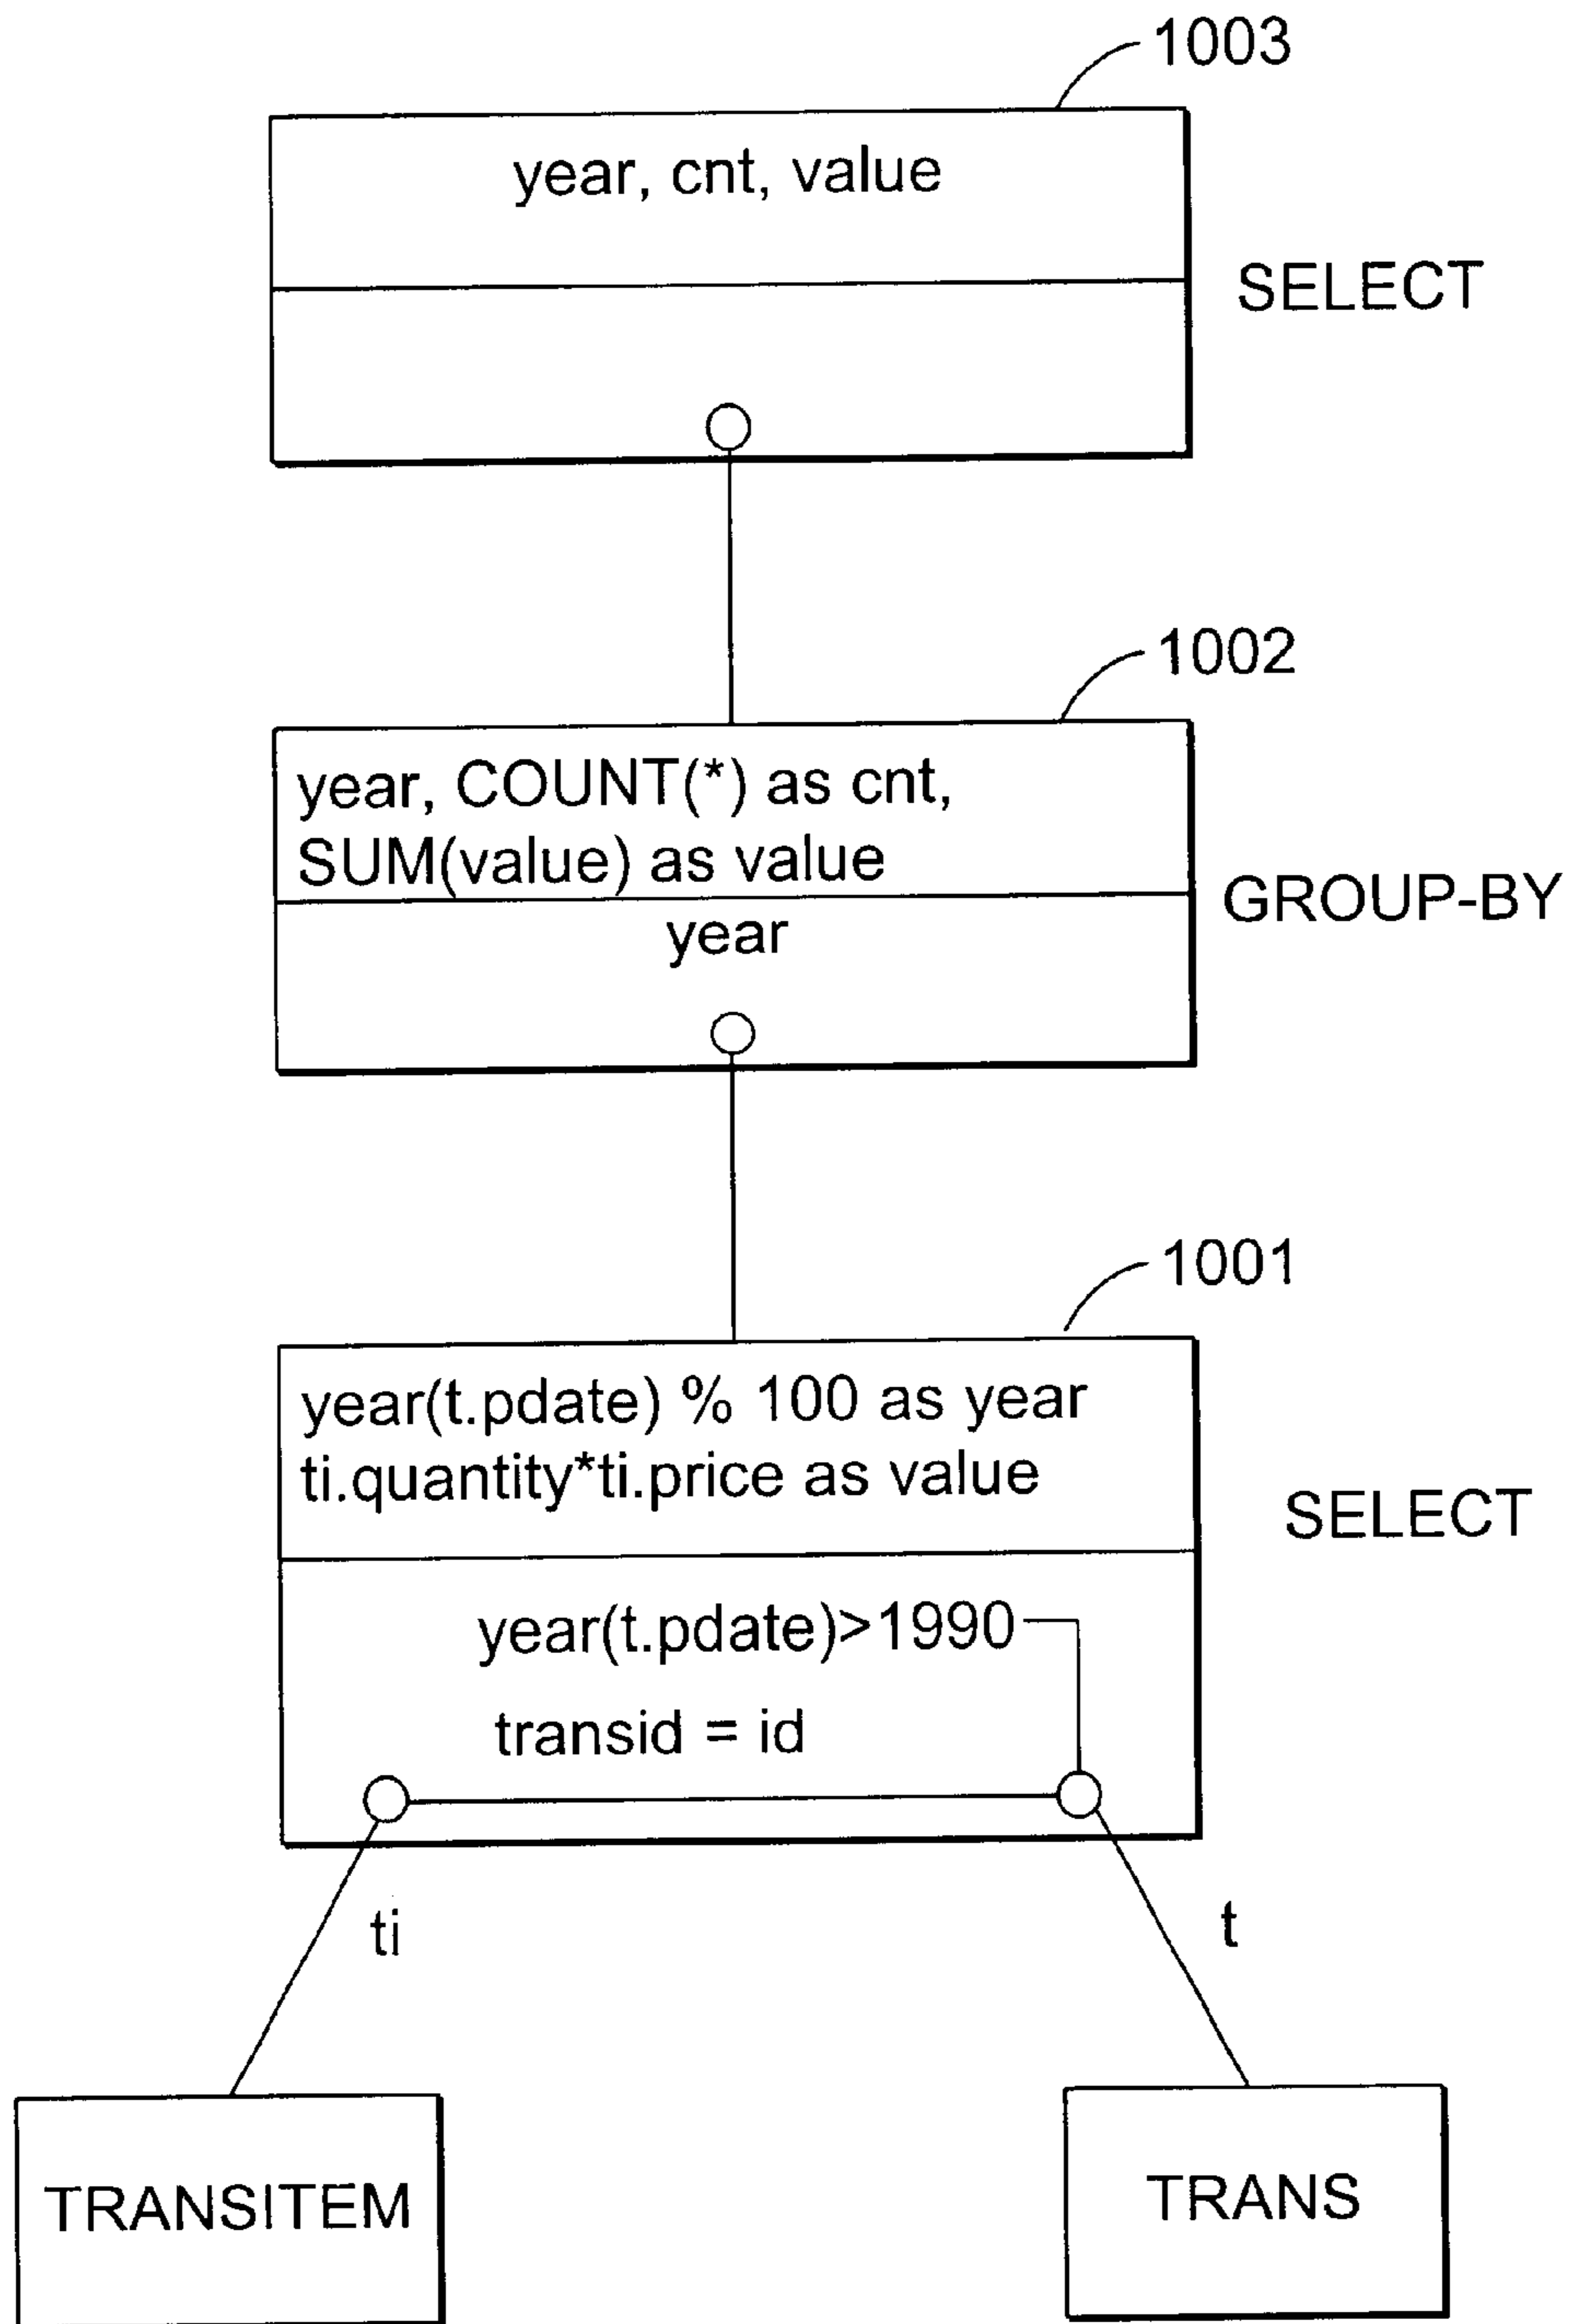 1003
year, cnt, value
SELECT
1002
year, COUNT(*) as cnt,
SUM(value) as value
GROUP-BY
year
1001
year(t.pdate) % 100 as year
ti.quantity*ti.price as value
SELECT
year(t.pdate)>1990
transid = id
ti
t
TRANSITEM
TRANS